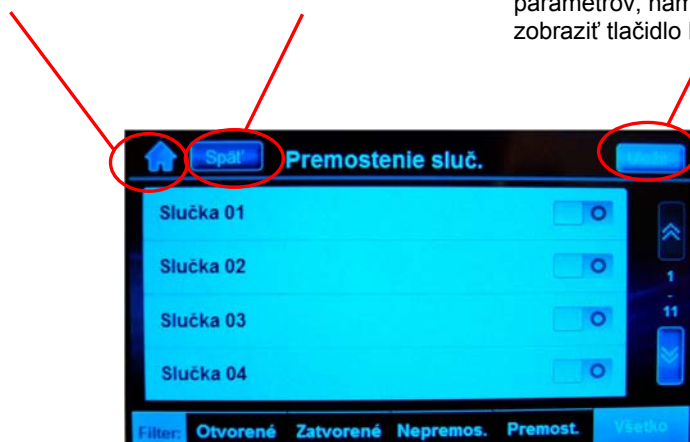 parametrov,
zobraziť tlačidlo
Späť Premostenie sluč.
Slučka 01
Slučka 02
1
-
11
Slučka 03
Slučka 04
Filter: Otvorené Zatvorené Nepremos. Premost. Všetko